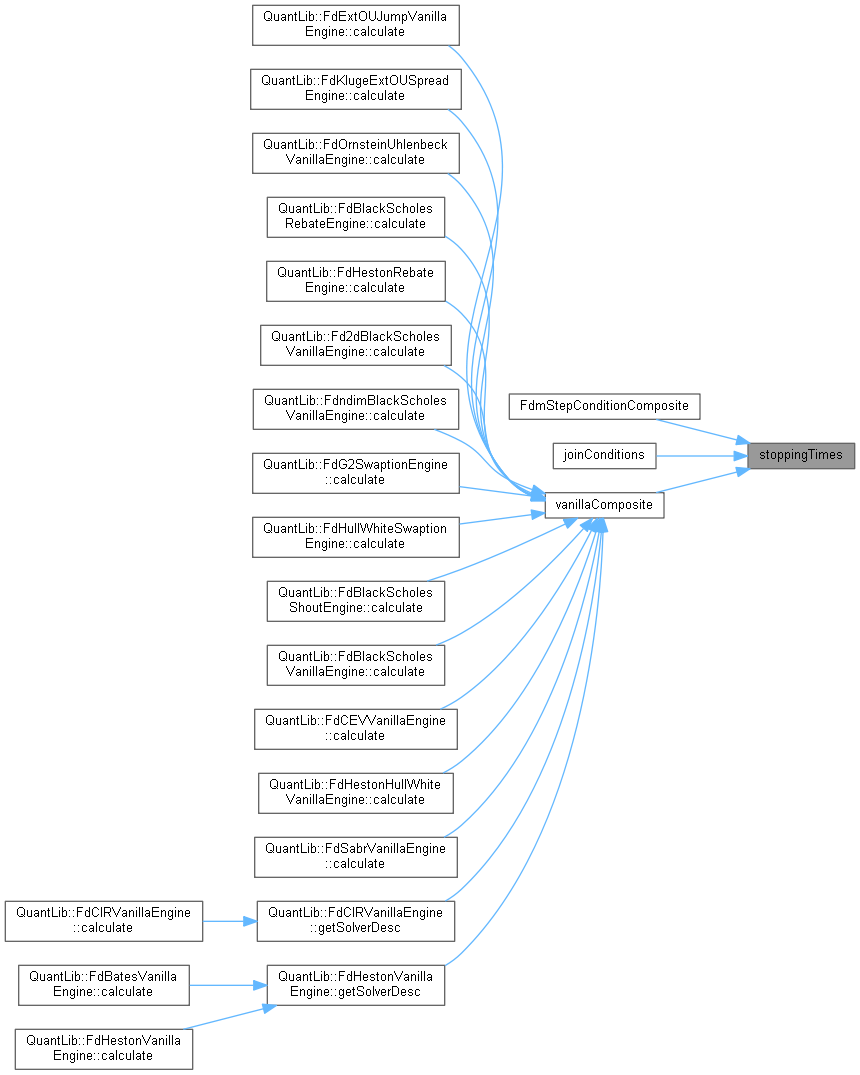 QuantLib::FdExtOUJumpVanilla
Engine::calculate
QuantLib::FdKlugeExtOUSpread
Engine::calculate
QuantLib::FdOrnsteinUhlenbeck
VanillaEngine::calculate
QuantLib::FdBlackScholes
RebateEngine::calculate
QuantLib::FdHestonRebate
Engine::calculate
QuantLib::Fd2dBlackScholes
VanillaEngine::calculate
QuantLib::FdndimBlackScholes
VanillaEngine::calculate
FdmStepConditionComposite
joinConditions
stoppingTimes
QuantLib::FdG2SwaptionEngine
::calculate
vanillaComposite
QuantLib::FdHullWhiteSwaption
Engine::calculate
QuantLib::FdBlackScholes
ShoutEngine::calculate
QuantLib::FdBlackScholes
VanillaEngine::calculate
QuantLib::FdCEVVanillaEngine
::calculate
QuantLib::FdHestonHullWhite
VanillaEngine::calculate
QuantLib::FdSabrVanillaEngine
::calculate
QuantLib::FdCIRVanillaEngine
::calculate
QuantLib::FdCIRVanillaEngine
::getSolverDesc
QuantLib::FdBatesVanilla
Engine::calculate
QuantLib::FdHestonVanilla
Engine::getSolverDesc
QuantLib::FdHestonVanilla
Engine::calculate